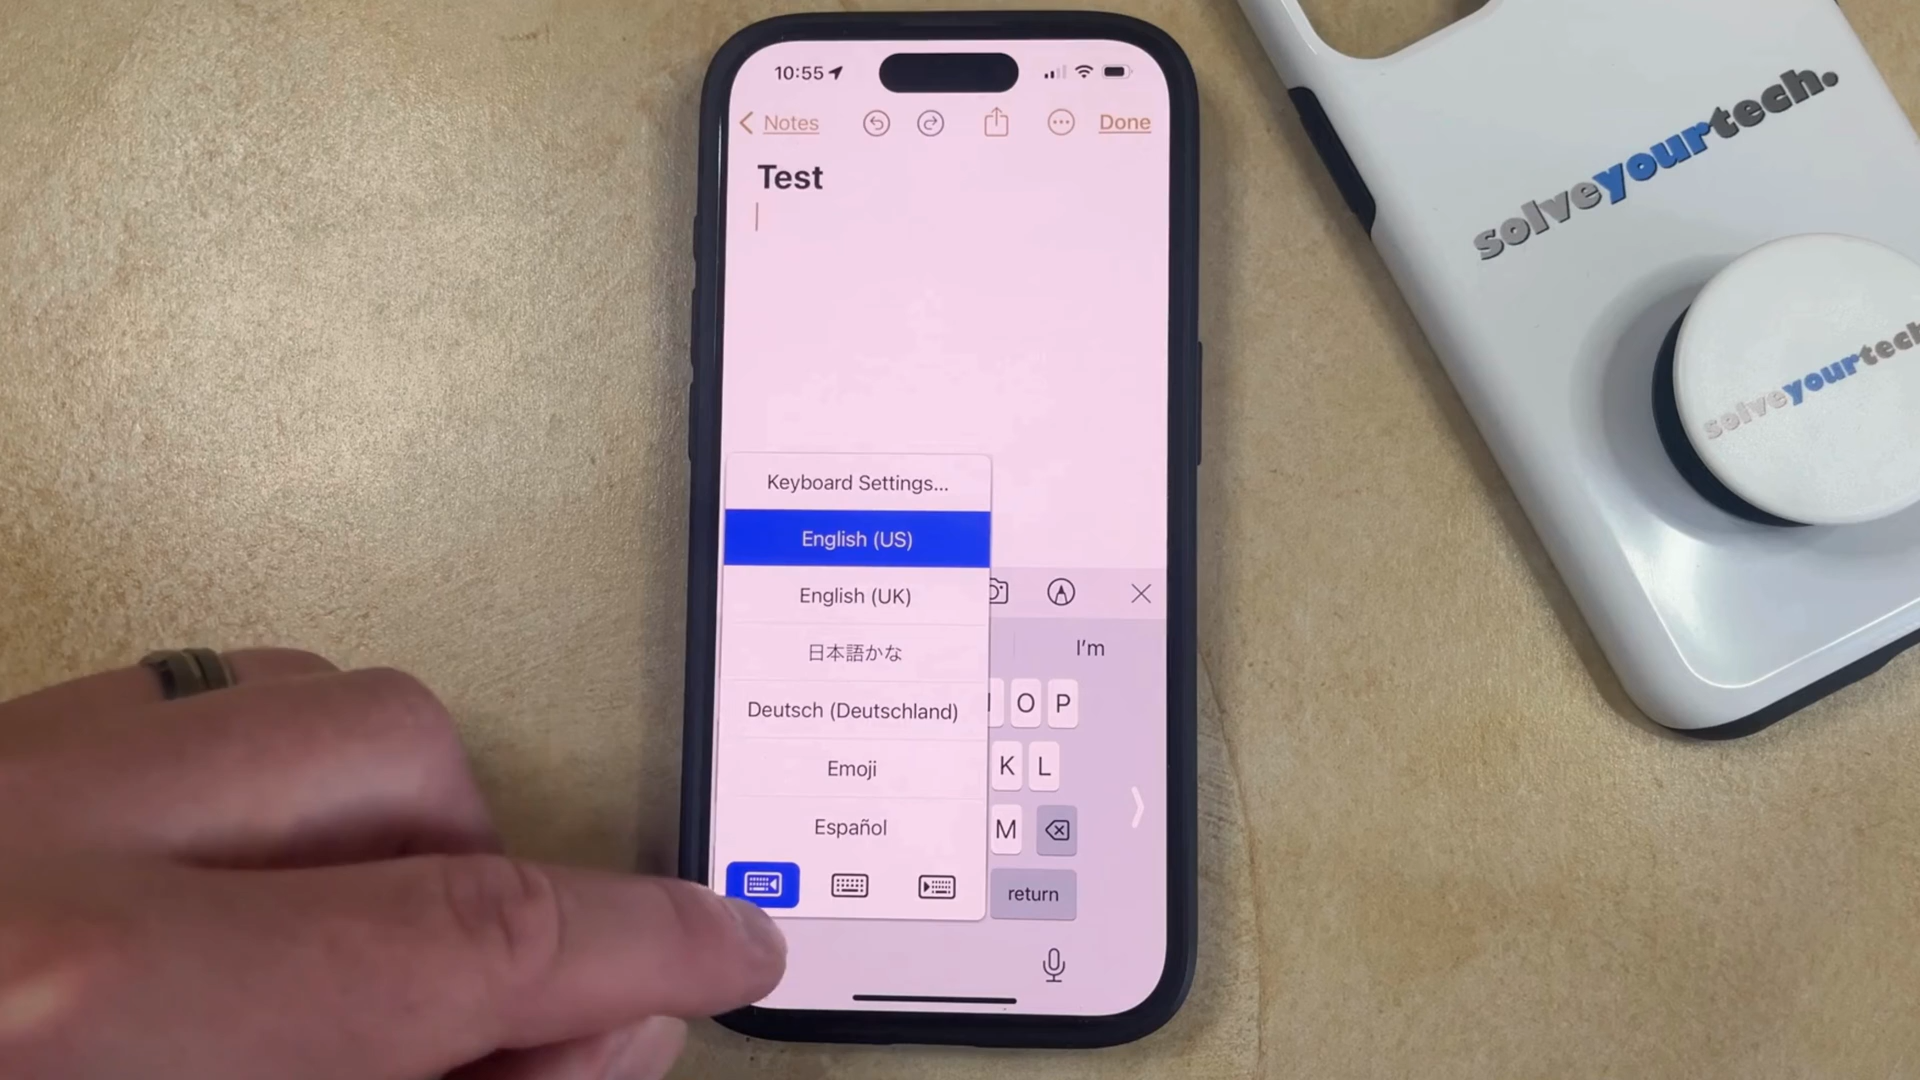 10:55
Notes
Done
Test
Keyboard Settings...
English (US)
English (UK)
日本語かな
Deutsch (Deutschland)
Emoji
Español
I'm
O P
K L
M
return
solveyourtech.
solveyourtech